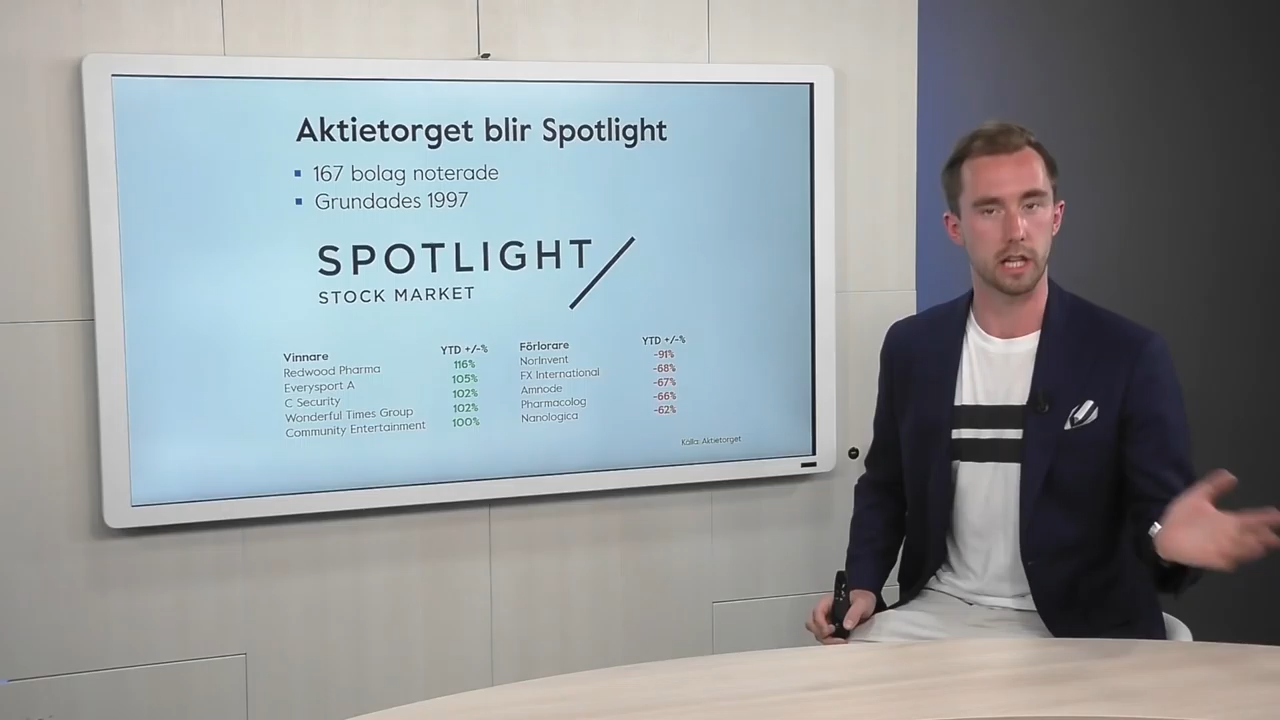 Aktietorget blir Spotlight
167 bolag noterade
Grundades 1997
SPOTLIGHT
STOCK MARKET
Vinnare YTD +/-%
Redwood Pharma 116%
Everysport A 105%
C Security 102%
Wonderful Times Group 102%
Community Entertainment 100%
Förlorare YTD +/-%
NorInvent -91%
FX International -68%
Amnode -67%
Pharmacolog -66%
Nanologica -62%
Källa: Aktietorget